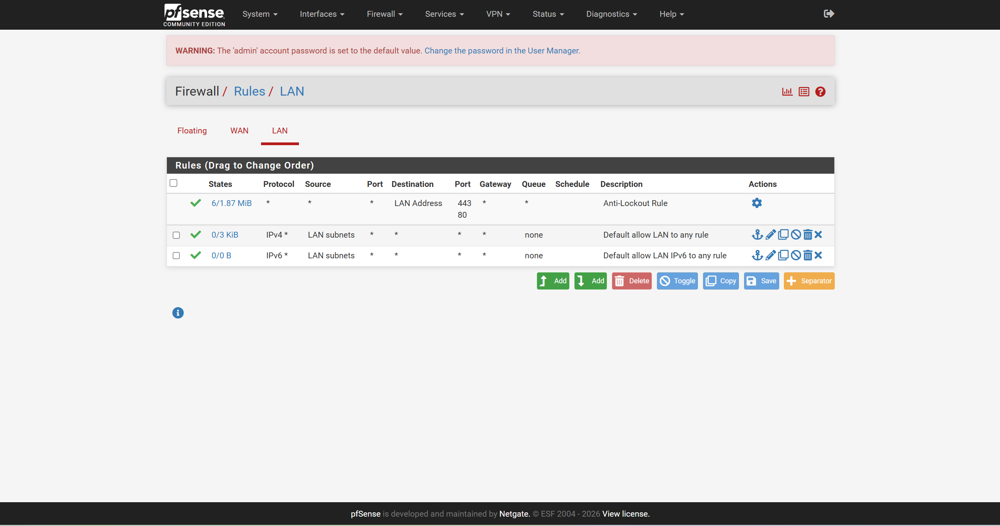 pfsense
COMMUNITY EDITION
System Interfaces Firewall Services VPN Status Diagnostics Help
WARNING: The 'admin' account password is set to the default value. Change the password in the User Manager.
Firewall / Rules / LAN
Floating WAN LAN
Rules (Drag to Change Order)
States Protocol Source Port Destination Port Gateway Queue Schedule Description Actions
6/1.87 MiB * * * LAN Address 443 * * Anti-Lockout Rule
80
0/3 KiB IPv4 * LAN subnets * * * * none Default allow LAN to any rule
0/0 B IPv6 * LAN subnets * * * * none Default allow LAN IPv6 to any rule
Add Add Delete Toggle Copy Save Separator
pfSense is developed and maintained by Netgate. © ESF 2004 - 2026 View license.